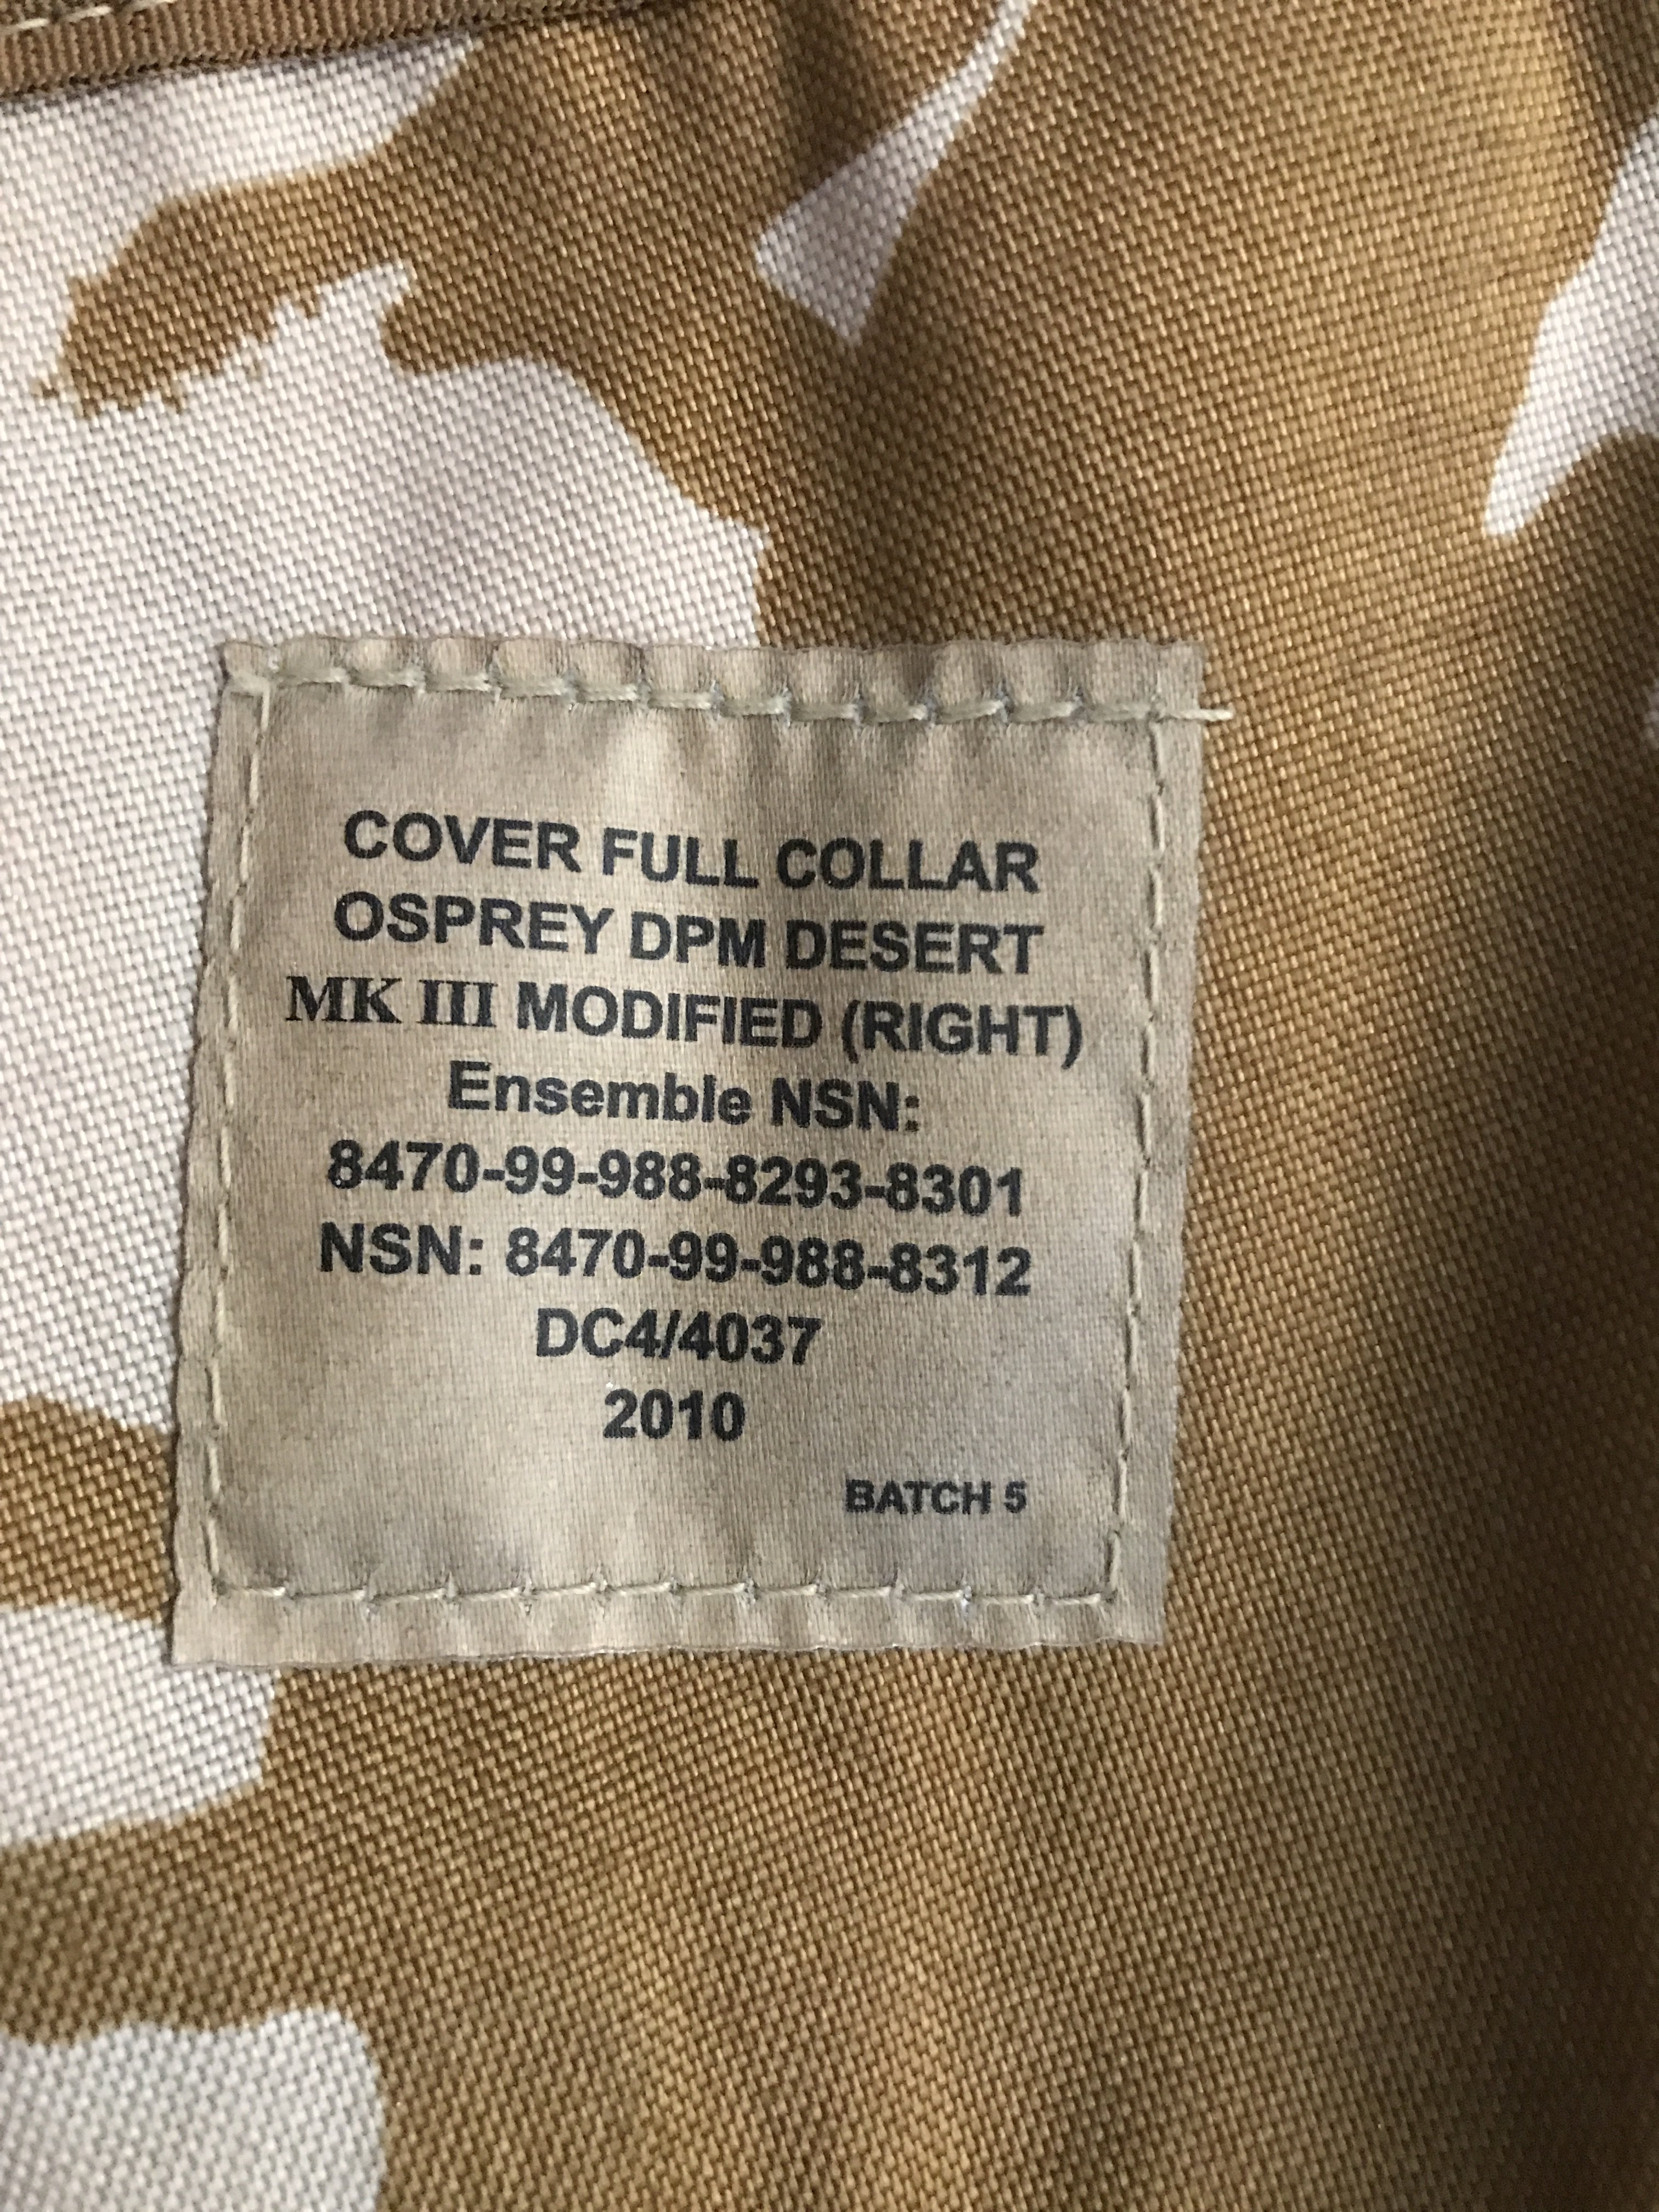 COVER FULL COLLAR
OSPREY DPM DESERT
MK III MODIFIED (RIGHT)
Ensemble NSN:
8470-99-988-8293-8301
NSN: 8470-99-988-8312
DC4/4037
2010
BATCH 5